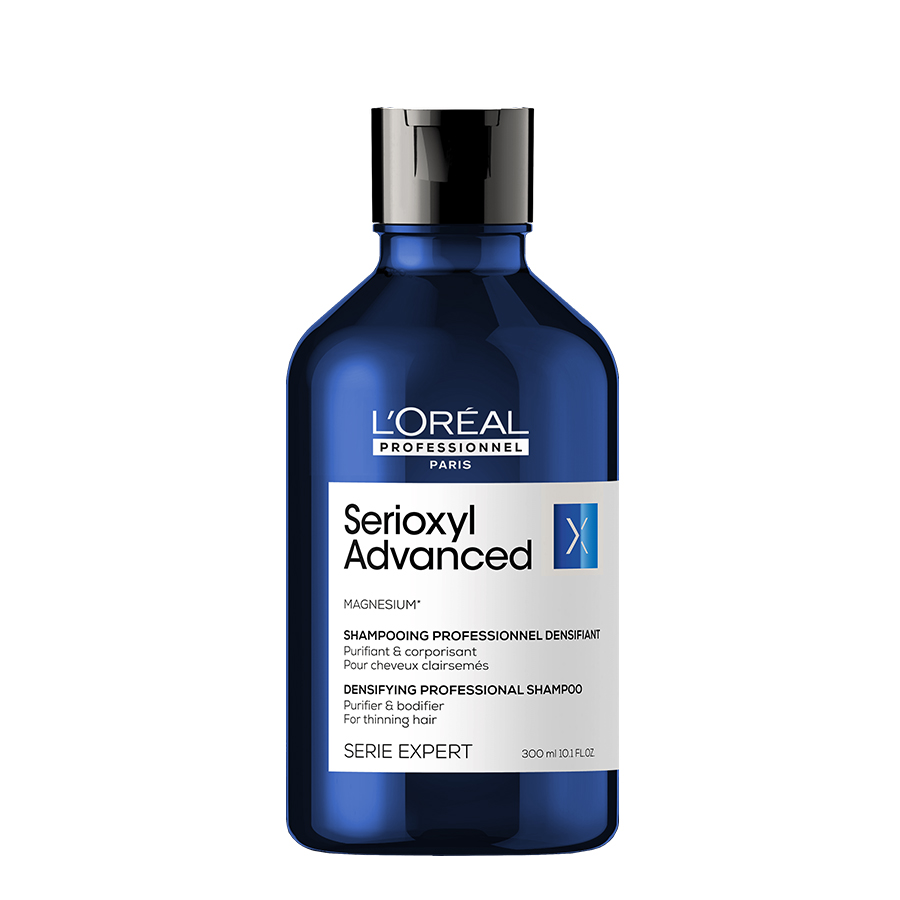 L'ORÉAL
PROFESSIONNEL
PARIS
Serioxyl
Advanced
X
MAGNESIUM*
SHAMPOOING PROFESSIONNEL DENSIFIANT
Purifiant & corporisant
Pour cheveux clairsemés
DENSIFYING PROFESSIONAL SHAMPOO
Purifier & bodifier
For thinning hair
SERIE EXPERT 300 ml 10.1 FL.OZ.